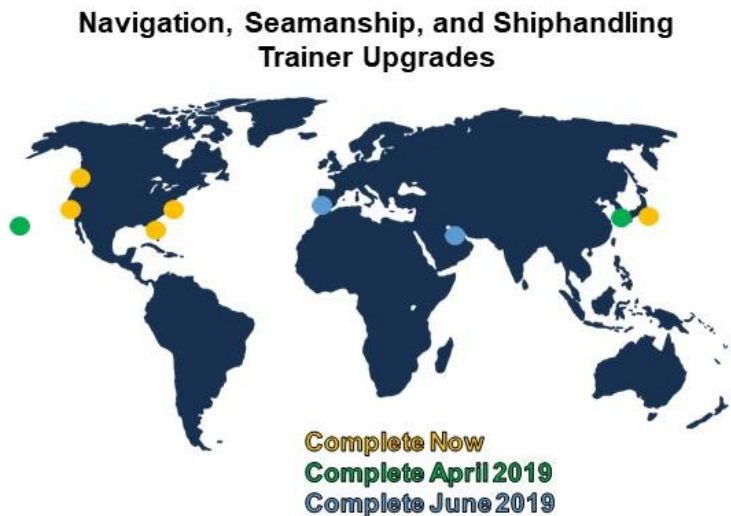 Navigation, Seamanship, and Shiphandling
Trainer Upgrades
Complete Now
Complete April 2019
Complete June 2019